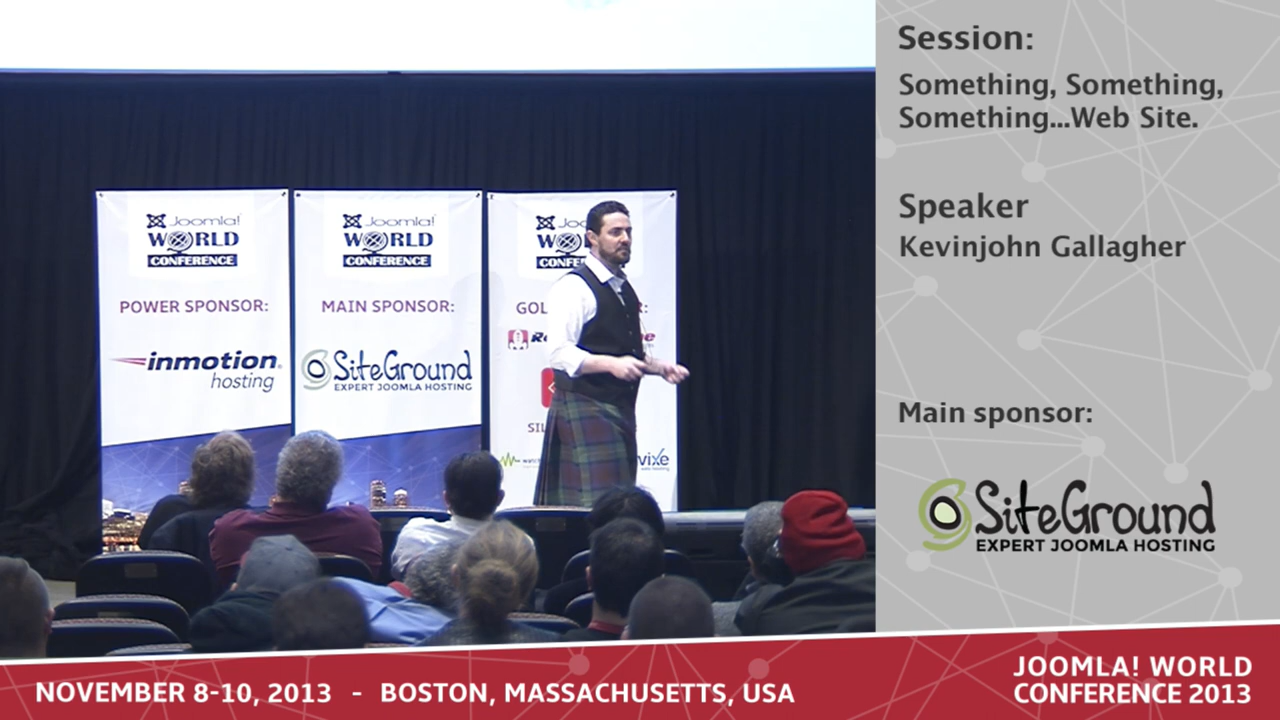 Session:
Something, Something,
Something...Web Site.
Speaker
Kevinjohn Gallagher
Main sponsor:
SiteGround
EXPERT JOOMLA HOSTING
Joomla!
WORLD
CONFERENCE
POWER SPONSOR:
inmotion
hosting
Joomla!
WORLD
CONFERENCE
MAIN SPONSOR:
SiteGround
EXPERT JOOMLA HOSTING
NOVEMBER 8-10, 2013 - BOSTON, MASSACHUSETTS, USA
JOOMLA! WORLD
CONFERENCE 2013